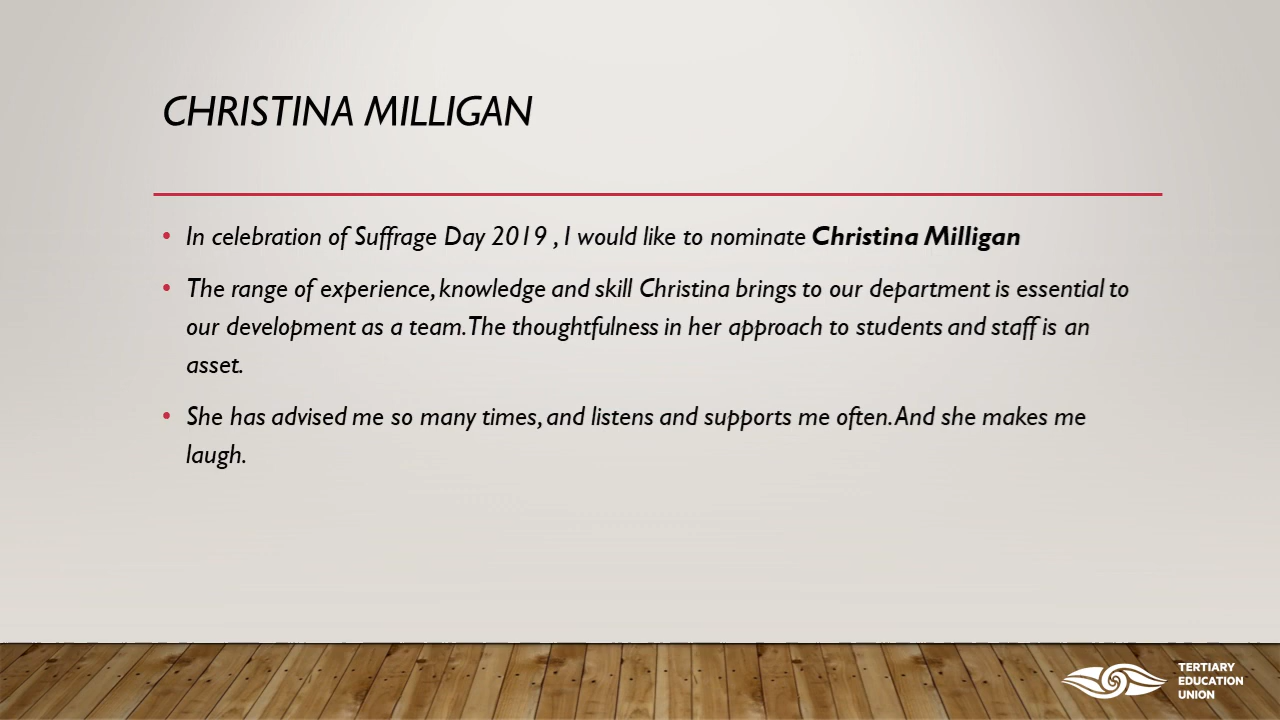 CHRISTINA MILLIGAN
• In celebration of Suffrage Day 2019 , I would like to nominate Christina Milligan
• The range of experience, knowledge and skill Christina brings to our department is essential to
our development as a team. The thoughtfulness in her approach to students and staff is an
asset.
• She has advised me so many times, and listens and supports me often. And she makes me
laugh.
TERTIARY
EDUCATION
UNION